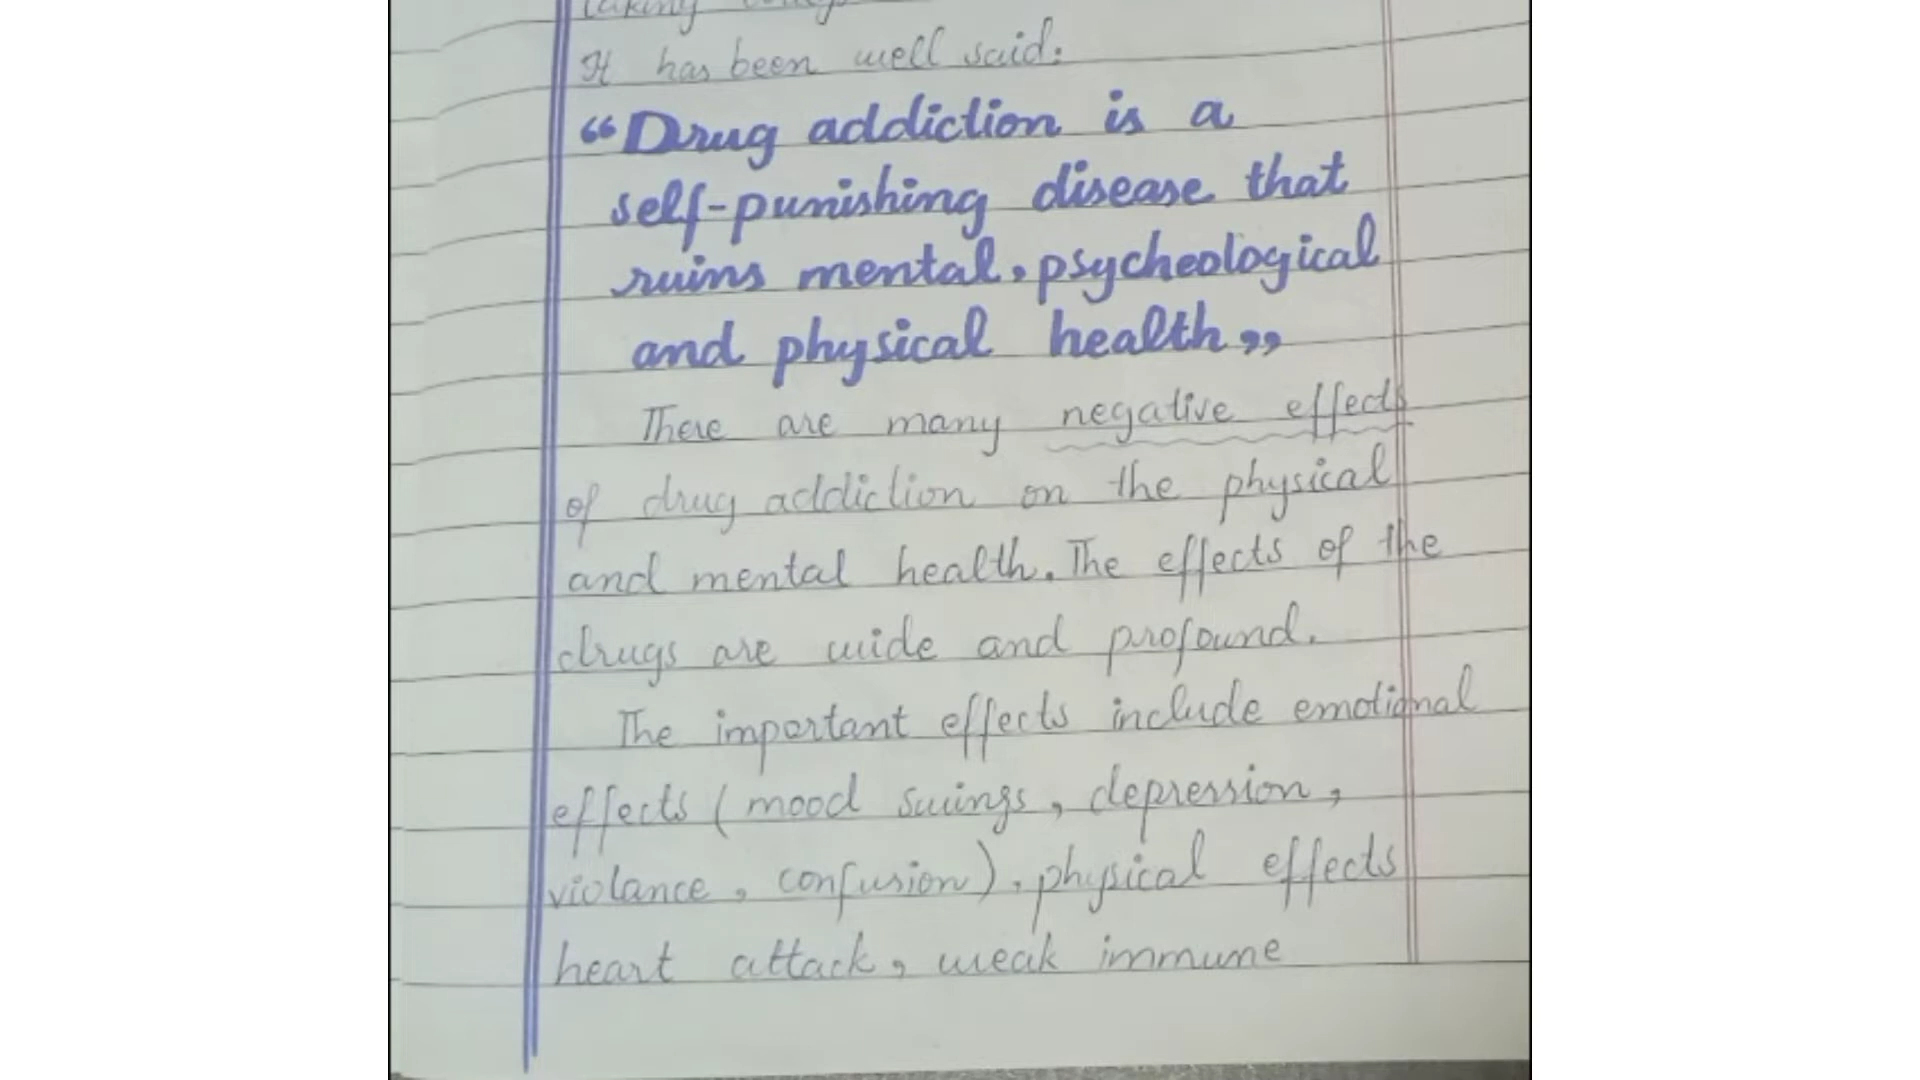 taking
It has been well said:
“Drug addiction is a
self-punishing disease that
ruins mental, psycheological
and physical health,,
There are many negative effects
of drug addiction on the physical
and mental health. The effects of the
drugs are wide and profound.
The important effects include emotional
effects (mood swings, depression,
violance, confusion), physical effects
heart attack, weak immune